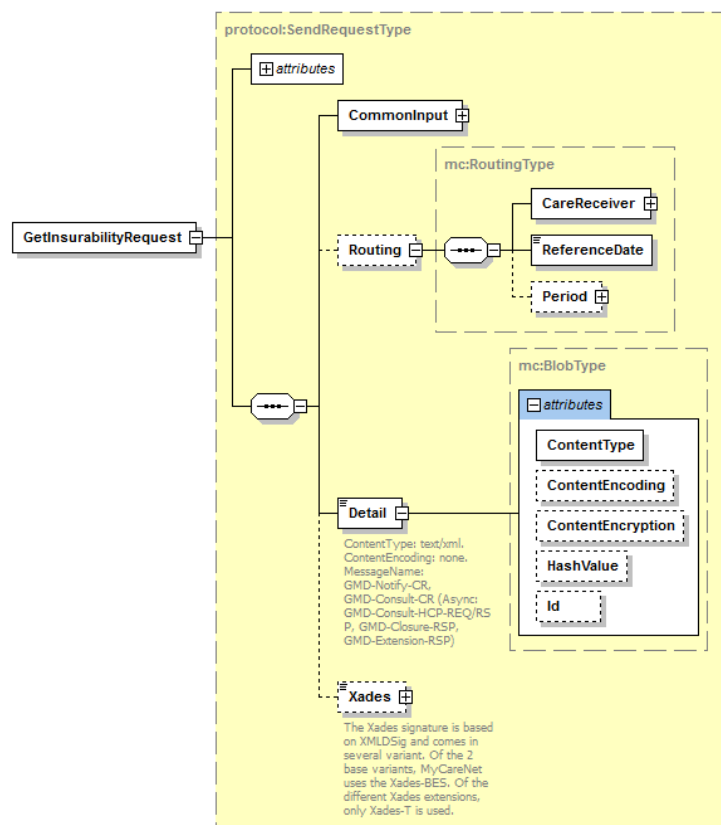 protocol:SendRequestType
attributes
CommonInput
mc:RoutingType
CareReceiver
GetInsurabilityRequest
Routing
ReferenceDate
Period
mc:BlobType
attributes
ContentType
ContentEncoding
Detail
ContentEncryption
ContentType: text/xml.
ContentEncoding: none.
MessageName:
GMD-Notify-CR,
GMD-Consult-CR (Async:
GMD-Consult-HCP-REQ/RS
P, GMD-Closure-RSP,
GMD-Extension-RSP)
HashValue
Id
Xades
The Xades signature is based
on XMLDSig and comes in
several variant. Of the 2
base variants, MyCareNet
uses the Xades-BES. Of the
different Xades extensions,
only Xades-T is used.